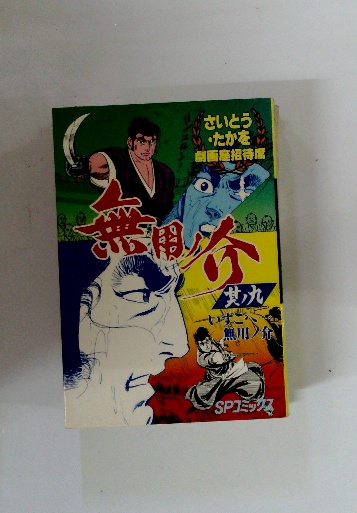 さいとう
・たかを
劇画座招待席
無用ノ介
其ノ九
いずこへ
無用ノ介
SPコミックス